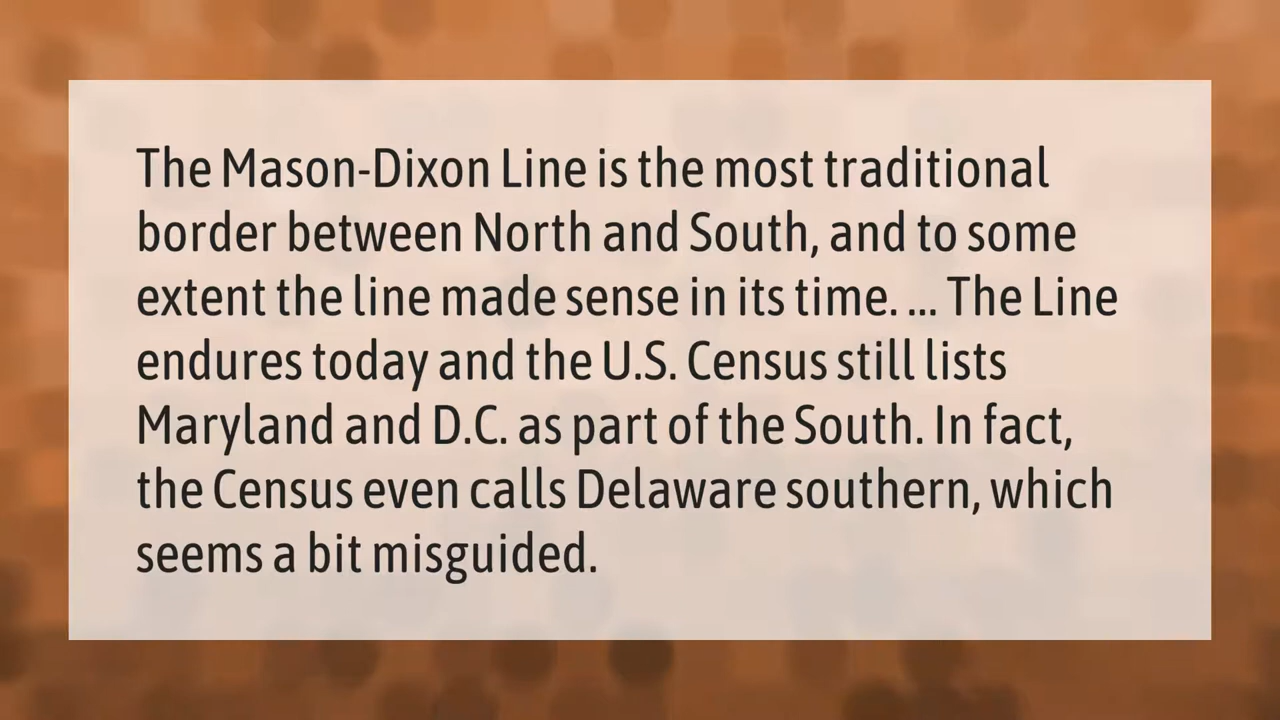 The Mason-Dixon Line is the most traditional
border between North and South, and to some
extent the line made sense in its time. ... The Line
endures today and the U.S. Census still lists
Maryland and D.C. as part of the South. In fact,
the Census even calls Delaware southern, which
seems a bit misguided.